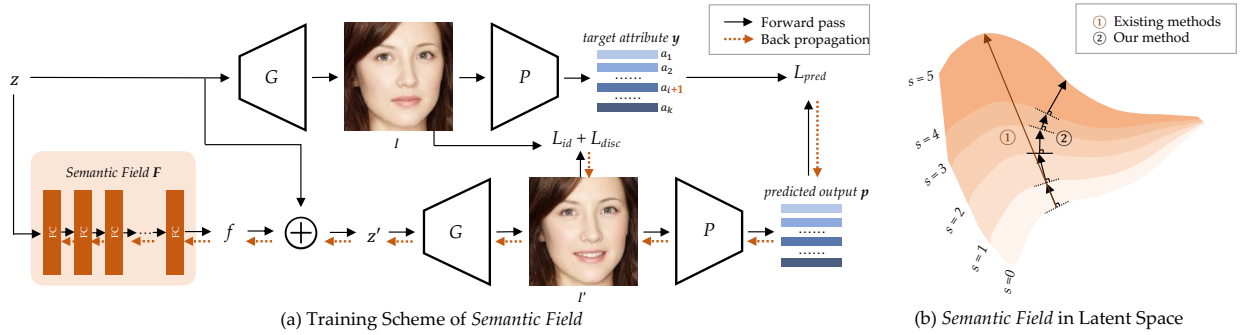 Forward pass
Back propagation
z
G
I
P
target attribute y
a1
a2
......
ai+1
......
ak
Lpred
Lid + Ldisc
Semantic Field F
FC
FC
FC
......
FC
f
z'
G
I'
P
predicted output p
......
......
(a) Training Scheme of Semantic Field
① Existing methods
② Our method
s = 5
s = 4
s = 3
s = 2
s = 1
s =0
①
②
(b) Semantic Field in Latent Space